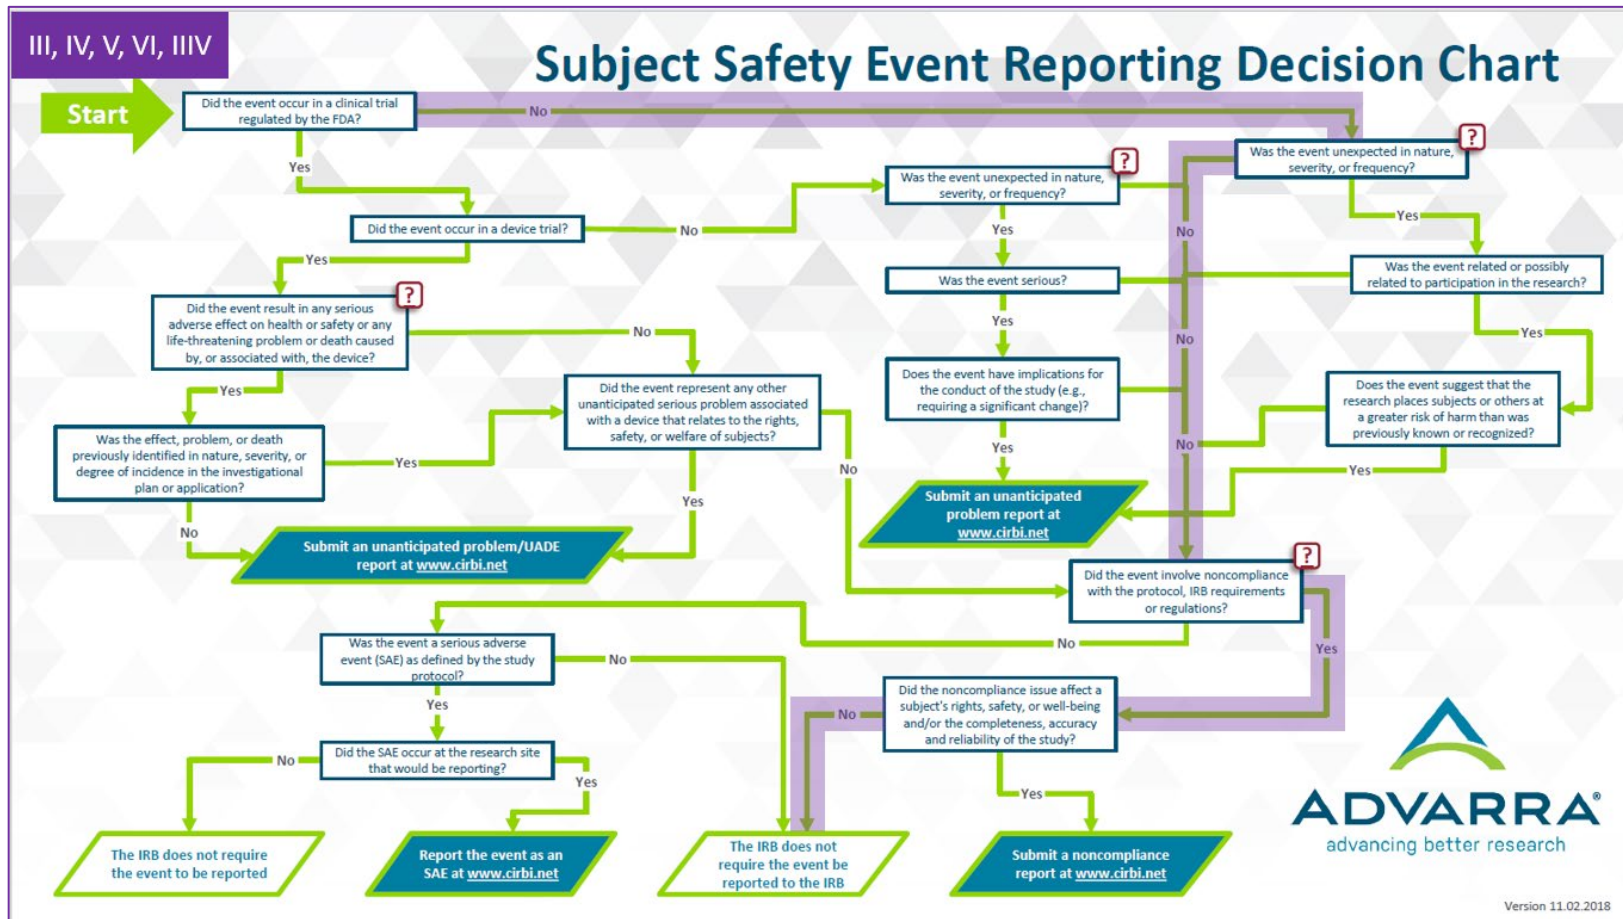 III, IV, V, VI, IIIV
Subject Safety Event Reporting Decision Chart
Start
Did the event occur in a clinical trial
regulated by the FDA?
No
Yes
?
Was the event unexpected in nature,
severity, or frequency?
?
Was the event unexpected in nature,
severity, or frequency?
Did the event occur in a device trial?
No
Yes
No
Yes
Yes
Was the event serious?
Was the event related or possibly
related to participation in the research?
?
Did the event result in any serious
adverse effect on health or safety or any
life-threatening problem or death caused
by, or associated with, the device?
No
Yes
No
Yes
Yes
Did the event represent any other
unanticipated serious problem associated
with a device that relates to the rights,
safety, or welfare of subjects?
Does the event have implications for
the conduct of the study (e.g.,
requiring a significant change)?
Does the event suggest that the
research places subjects or others at
a greater risk of harm than was
previously known or recognized?
Was the effect, problem, or death
previously identified in nature, severity, or
degree of incidence in the investigational
plan or application?
Yes
No
Yes
No
Yes
Yes
No
Submit an unanticipated
problem report at
www.cirbi.net
Submit an unanticipated problem/UADE
report at www.cirbi.net
?
Did the event involve noncompliance
with the protocol, IRB requirements
or regulations?
No
Yes
Was the event a serious adverse
event (SAE) as defined by the study
protocol?
No
Yes
Did the noncompliance issue affect a
subject's rights, safety, or well-being
and/or the completeness, accuracy
and reliability of the study?
No
Did the SAE occur at the research site
that would be reporting?
No
Yes
Yes
The IRB does not require
the event to be reported
Report the event as an
SAE at www.cirbi.net
The IRB does not
require the event be
reported to the IRB
Submit a noncompliance
report at www.cirbi.net
ADVARRA®
advancing better research
Version 11.02.2018